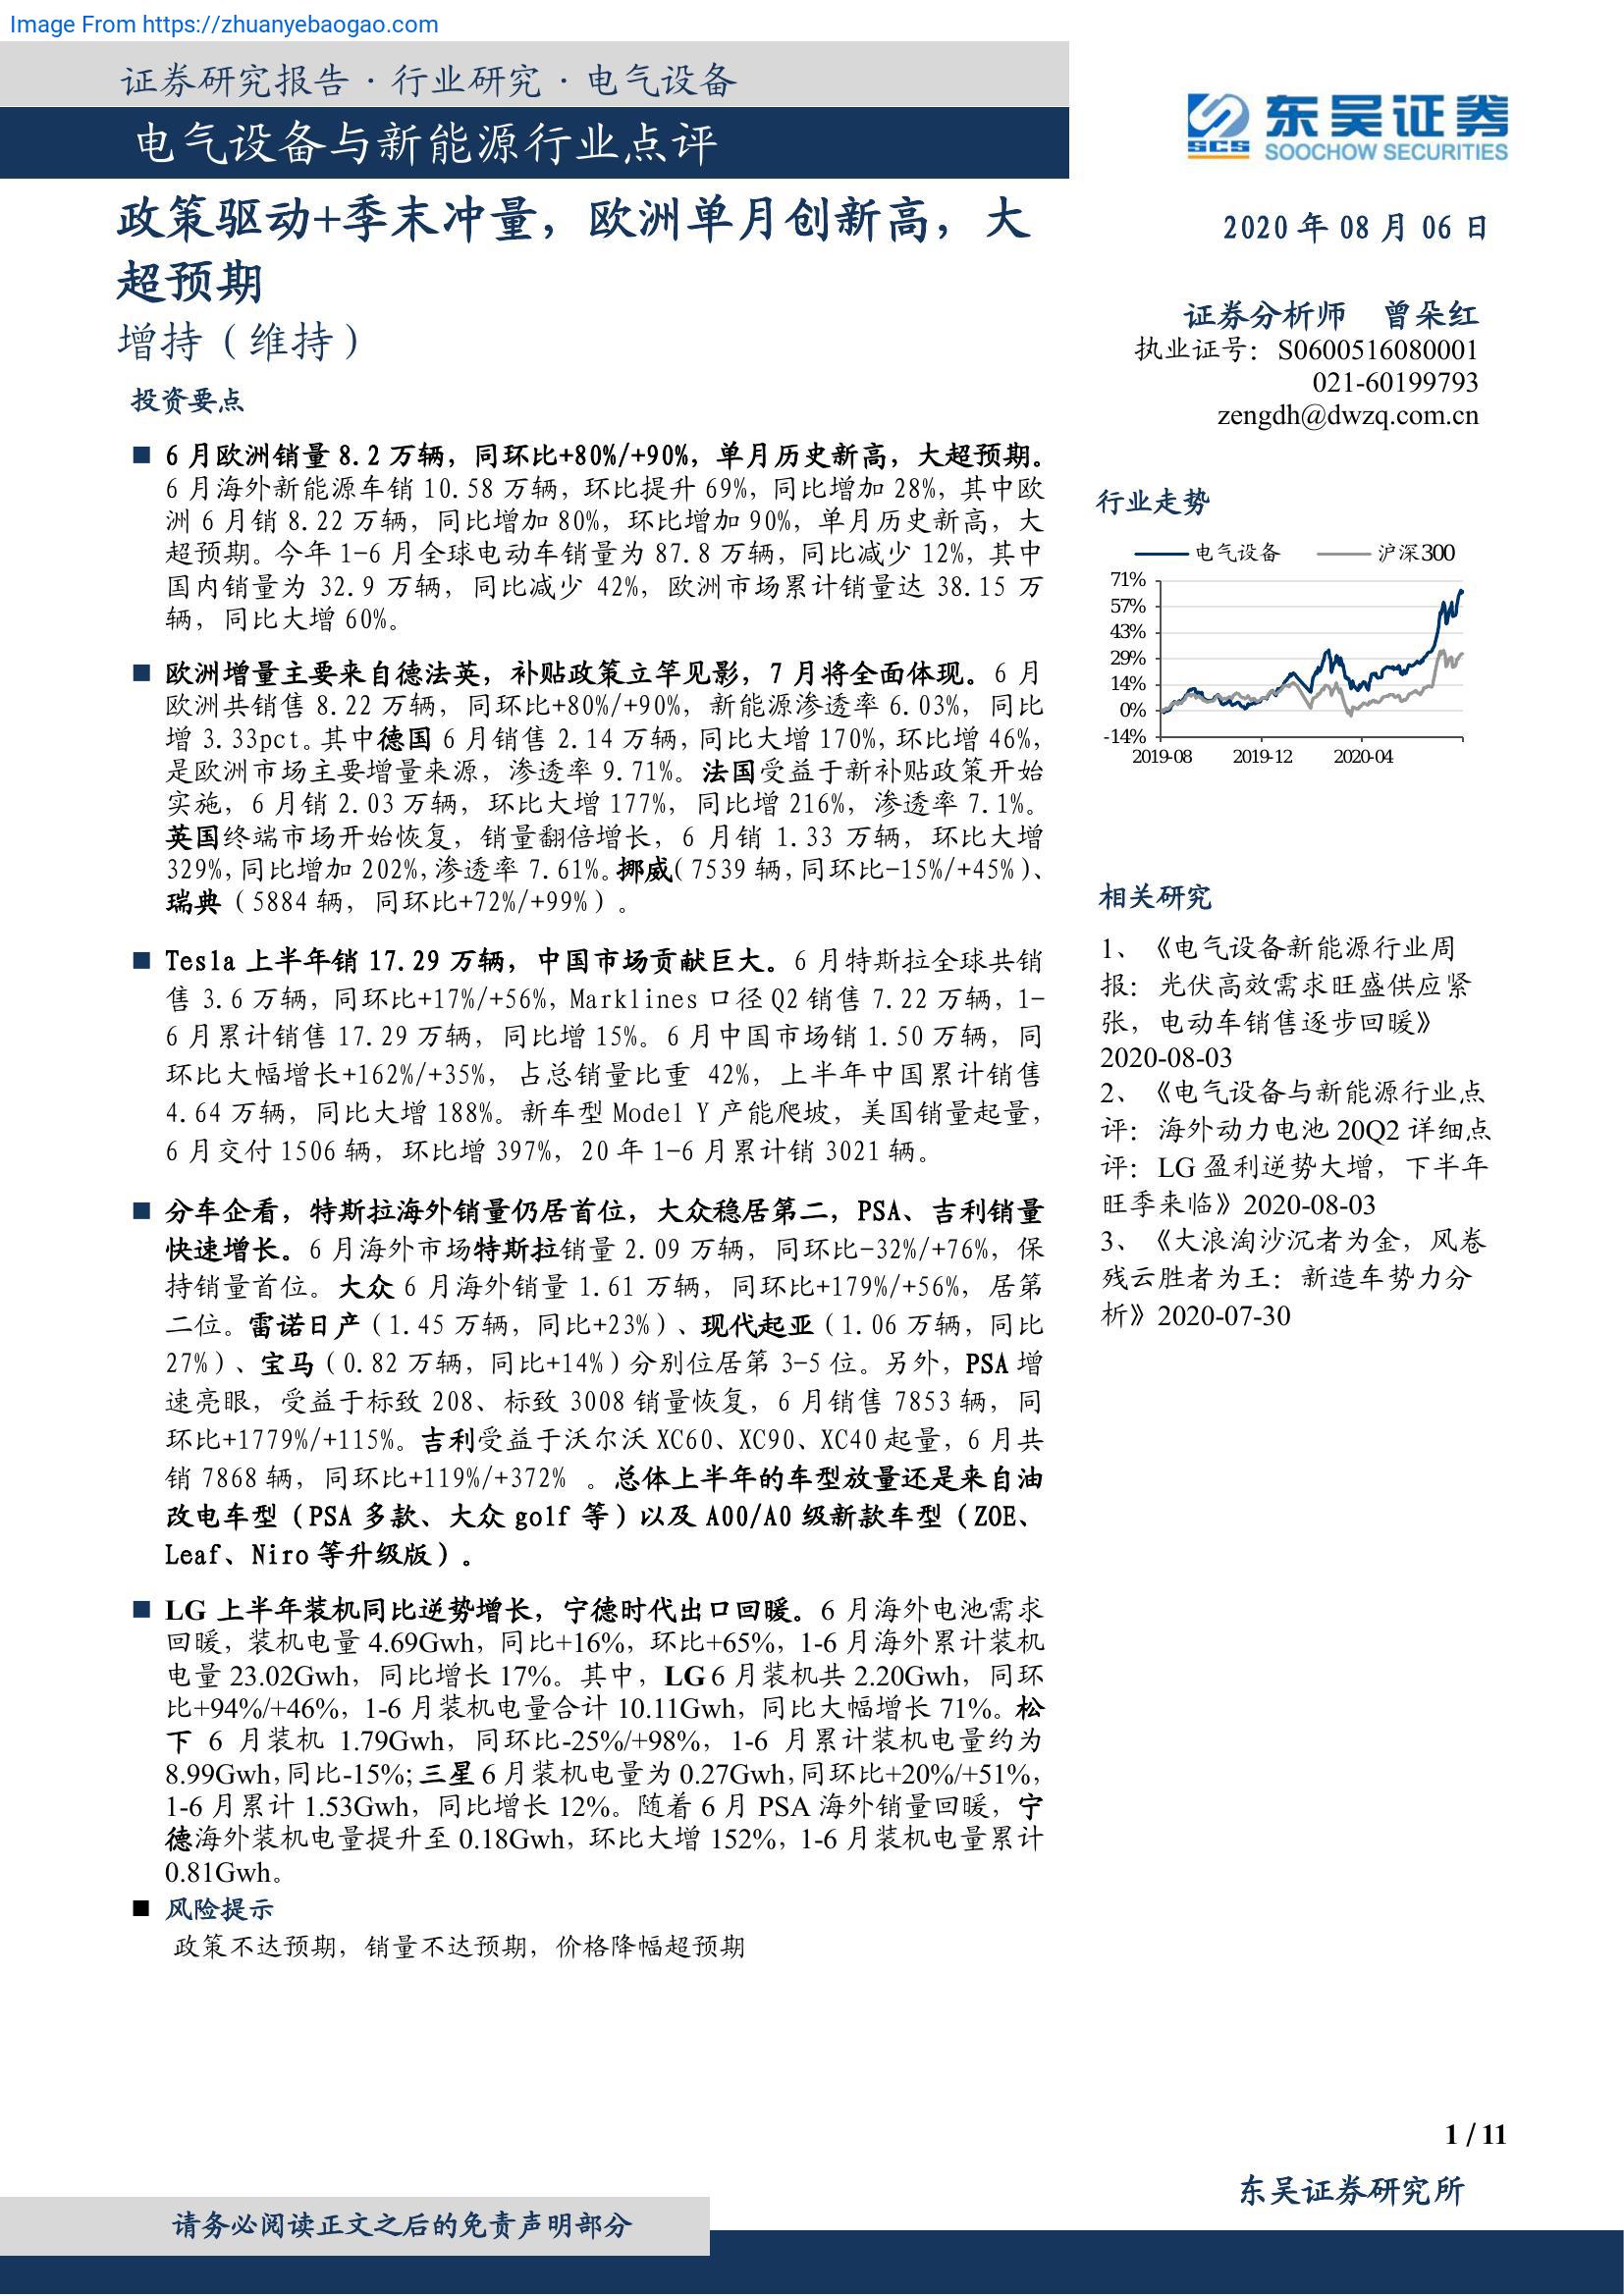 Image From https://zhuanyebaogao.com
证券研究报告·行业研究·电气设备
电气设备与新能源行业点评
东吴证券
SCS
SOOCHOW SECURITIES
政策驱动+季末冲量，欧洲单月创新高，大
超预期
增持（维持）
投资要点
■ 6 月欧洲销量 8.2 万辆，同环比+80%/+90%，单月历史新高，大超预期。
6 月海外新能源车销 10.58 万辆，环比提升 69%，同比增加 28%，其中欧
洲 6 月销 8.22 万辆，同比增加 80%，环比增加 90%，单月历史新高，大
超预期。今年 1-6 月全球电动车销量为 87.8 万辆，同比减少 12%，其中
国内销量为 32.9 万辆，同比减少 42%，欧洲市场累计销量达 38.15 万
辆，同比大增 60%。
■ 欧洲增量主要来自德法英，补贴政策立竿见影，7 月将全面体现。6 月
欧洲共销售 8.22 万辆，同环比+80%/+90%，新能源渗透率 6.03%，同比
增 3.33pct。其中德国 6 月销售 2.14 万辆，同比大增 170%，环比增 46%，
是欧洲市场主要增量来源，渗透率 9.71%。法国受益于新补贴政策开始
实施，6 月销 2.03 万辆，环比大增 177%，同比增 216%，渗透率 7.1%。
英国终端市场开始恢复，销量翻倍增长，6 月销 1.33 万辆，环比大增
329%，同比增加 202%，渗透率 7.61%。挪威（7539 辆，同环比-15%/+45%）、
瑞典（5884 辆，同环比+72%/+99%）。
■ Tesla 上半年销 17.29 万辆，中国市场贡献巨大。6 月特斯拉全球共销
售 3.6 万辆，同环比+17%/+56%，Marklines 口径 Q2 销售 7.22 万辆，1-
6 月累计销售 17.29 万辆，同比增 15%。6 月中国市场销 1.50 万辆，同
环比大幅增长+162%/+35%，占总销量比重 42%，上半年中国累计销售
4.64 万辆，同比大增 188%。新车型 Model Y 产能爬坡，美国销量起量，
6 月交付 1506 辆，环比增 397%，20 年 1-6 月累计销 3021 辆。
■ 分车企看，特斯拉海外销量仍居首位，大众稳居第二，PSA、吉利销量
快速增长。6 月海外市场特斯拉销量 2.09 万辆，同环比-32%/+76%，保
持销量首位。大众 6 月海外销量 1.61 万辆，同环比+179%/+56%，居第
二位。雷诺日产（1.45 万辆，同比+23%）、现代起亚（1.06 万辆，同比
27%）、宝马（0.82 万辆，同比+14%）分别位居第 3-5 位。另外，PSA 增
速亮眼，受益于标致 208、标致 3008 销量恢复，6 月销售 7853 辆，同
环比+1779%/+115%。吉利受益于沃尔沃 XC60、XC90、XC40 起量，6 月共
销 7868 辆，同环比+119%/+372% 。总体上半年的车型放量还是来自油
改电车型（PSA 多款、大众 golf 等）以及 A00/A0 级新款车型（ZOE、
Leaf、Niro 等升级版）。
■ LG 上半年装机同比逆势增长，宁德时代出口回暖。6 月海外电池需求
回暖，装机电量 4.69Gwh，同比+16%，环比+65%，1-6 月海外累计装机
电量 23.02Gwh，同比增长 17%。其中，LG 6 月装机共 2.20Gwh，同环
比+94%/+46%，1-6 月装机电量合计 10.11Gwh，同比大幅增长 71%。松
下 6 月装机 1.79Gwh，同环比-25%/+98%，1-6 月累计装机电量约为
8.99Gwh，同比-15%；三星 6 月装机电量为 0.27Gwh，同环比+20%/+51%，
1-6 月累计 1.53Gwh，同比增长 12%。随着 6 月 PSA 海外销量回暖，宁
德海外装机电量提升至 0.18Gwh，环比大增 152%，1-6 月装机电量累计
0.81Gwh。
■ 风险提示
政策不达预期，销量不达预期，价格降幅超预期
2020 年 08 月 06 日
证券分析师 曾朵红
执业证号：S0600516080001
021-60199793
zengdh@dwzq.com.cn
行业走势
电气设备 沪深300
71%
57%
43%
29%
14%
0%
-14%
2019-08 2019-12 2020-04
相关研究
1、《电气设备新能源行业周
报：光伏高效需求旺盛供应紧
张，电动车销售逐步回暖》
2020-08-03
2、《电气设备与新能源行业点
评：海外动力电池 20Q2 详细点
评：LG 盈利逆势大增，下半年
旺季来临》2020-08-03
3、《大浪淘沙沉者为金，风卷
残云胜者为王：新造车势力分
析》2020-07-30
1 / 11
东吴证券研究所
请务必阅读正文之后的免责声明部分